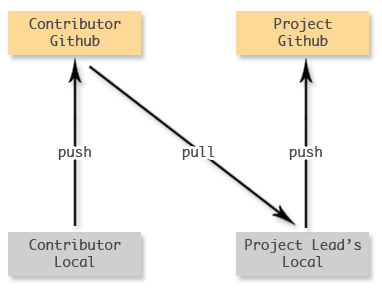 Contributor
Github
Project
Github
push
pull
push
Contributor
Local
Project Lead's
Local